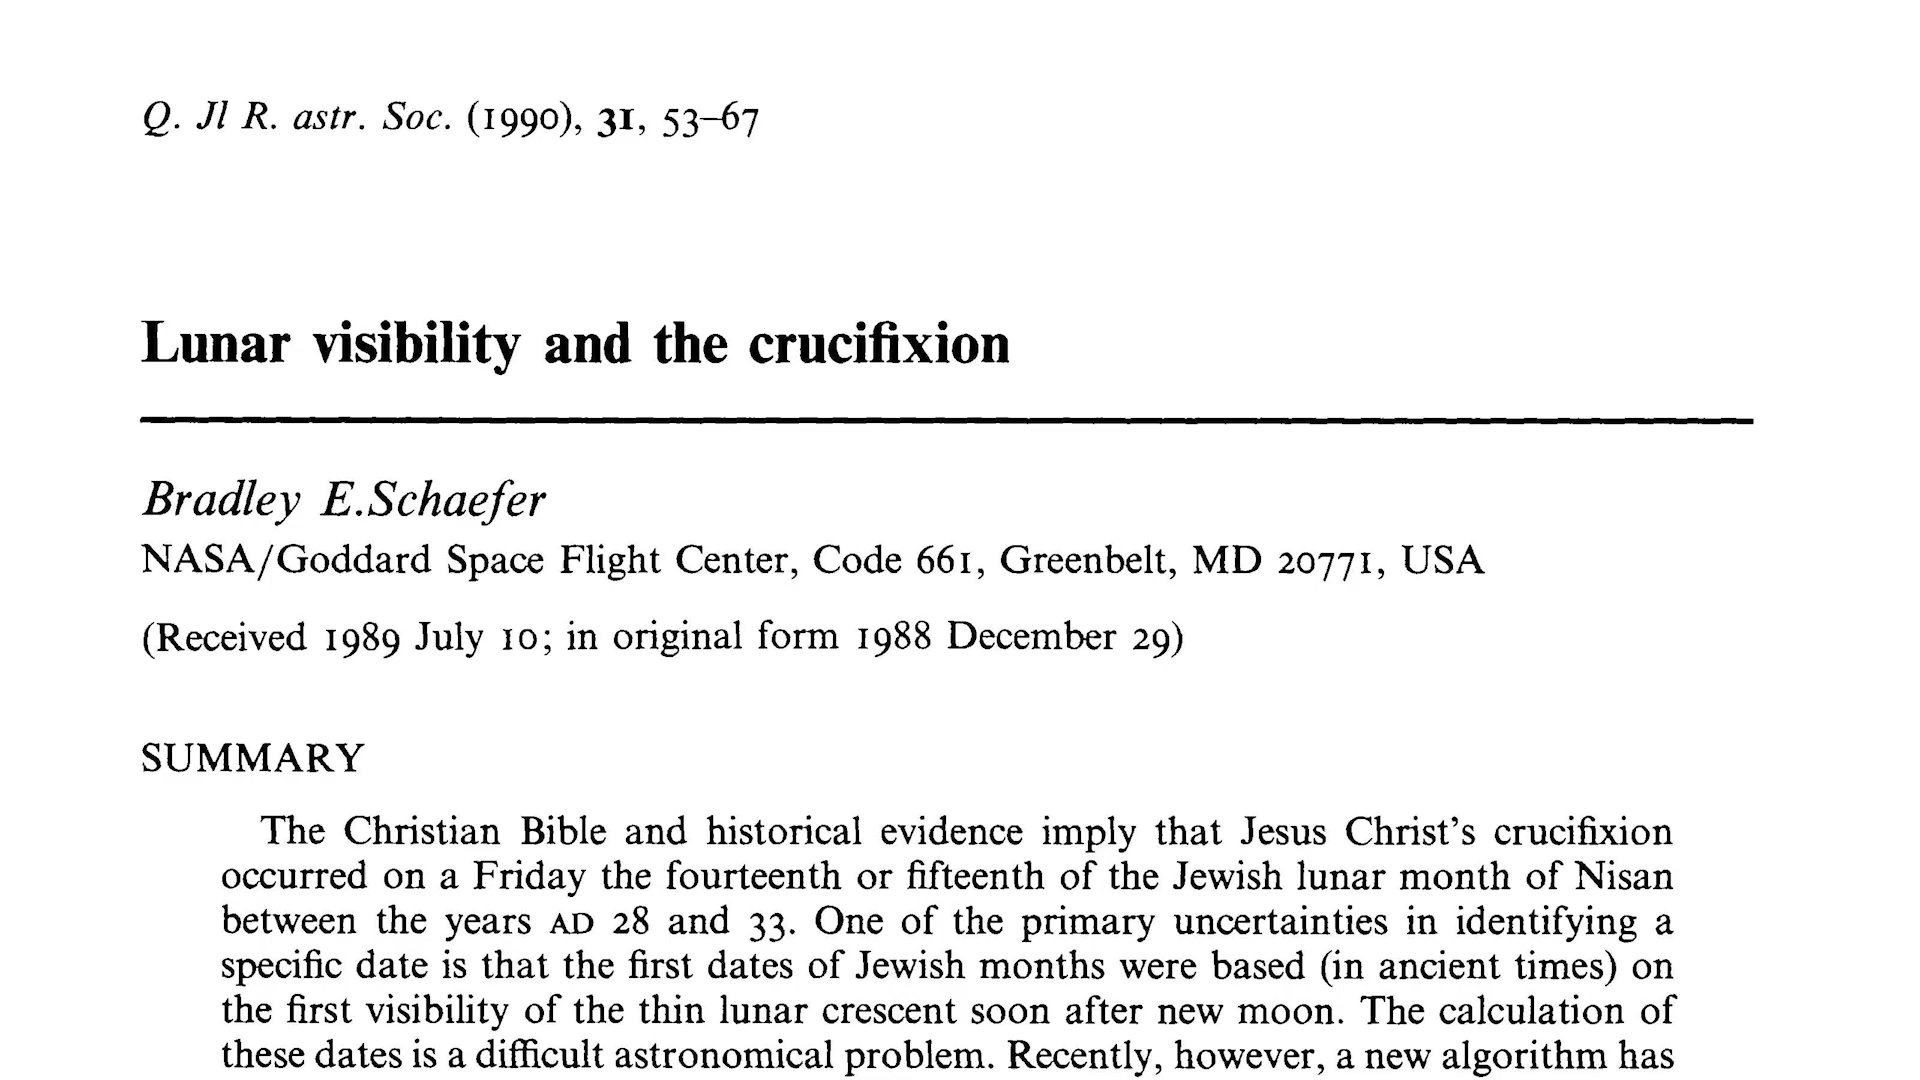 Q. Jl R. astr. Soc. (1990), 31, 53–67
Lunar visibility and the crucifixion
Bradley E.Schaefer
NASA/Goddard Space Flight Center, Code 661, Greenbelt, MD 20771, USA
(Received 1989 July 10; in original form 1988 December 29)
SUMMARY
The Christian Bible and historical evidence imply that Jesus Christ's crucifixion
occurred on a Friday the fourteenth or fifteenth of the Jewish lunar month of Nisan
between the years AD 28 and 33. One of the primary uncertainties in identifying a
specific date is that the first dates of Jewish months were based (in ancient times) on
the first visibility of the thin lunar crescent soon after new moon. The calculation of
these dates is a difficult astronomical problem. Recently, however, a new algorithm has